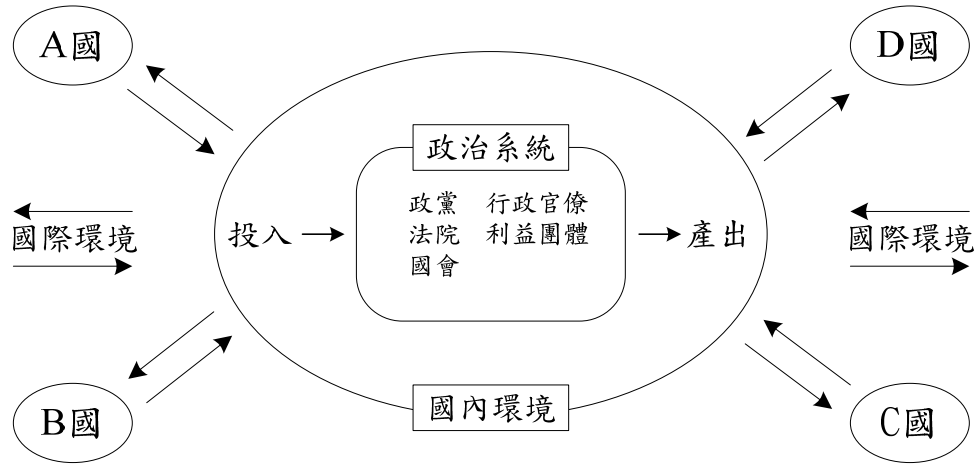 A國
D國
政治系統
政黨 行政官僚
法院 利益團體
國會
投入
產出
國際環境
國際環境
國內環境
B國
C國